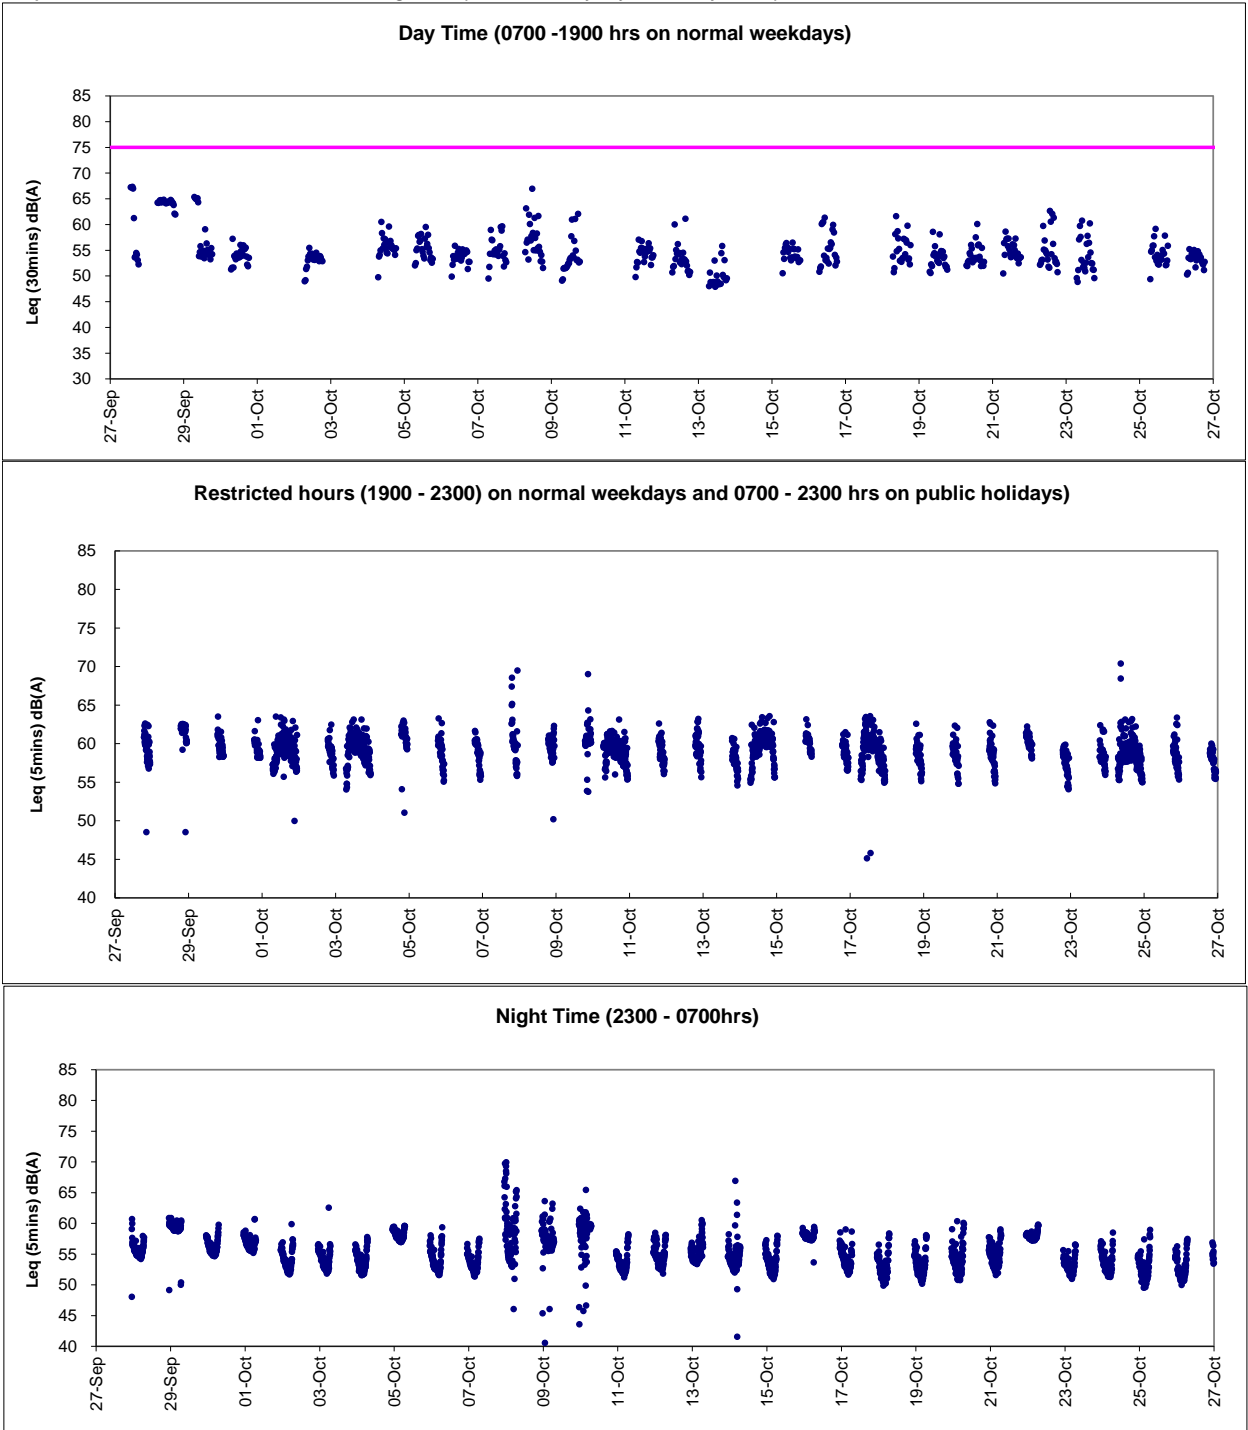 Day Time (0700 -1900 hrs on normal weekdays)
Leq (30mins) dB(A)
85
80
75
70
65
60
55
50
45
40
35
30
27-Sep
29-Sep
01-Oct
03-Oct
05-Oct
07-Oct
09-Oct
11-Oct
13-Oct
15-Oct
17-Oct
19-Oct
21-Oct
23-Oct
25-Oct
27-Oct
Restricted hours (1900 - 2300) on normal weekdays and 0700 - 2300 hrs on public holidays)
Leq (5mins) dB(A)
85
80
75
70
65
60
55
50
45
40
27-Sep
29-Sep
01-Oct
03-Oct
05-Oct
07-Oct
09-Oct
11-Oct
13-Oct
15-Oct
17-Oct
19-Oct
21-Oct
23-Oct
25-Oct
27-Oct
Night Time (2300 - 0700hrs)
Leq (5mins) dB(A)
85
80
75
70
65
60
55
50
45
40
27-Sep
29-Sep
01-Oct
03-Oct
05-Oct
07-Oct
09-Oct
11-Oct
13-Oct
15-Oct
17-Oct
19-Oct
21-Oct
23-Oct
25-Oct
27-Oct